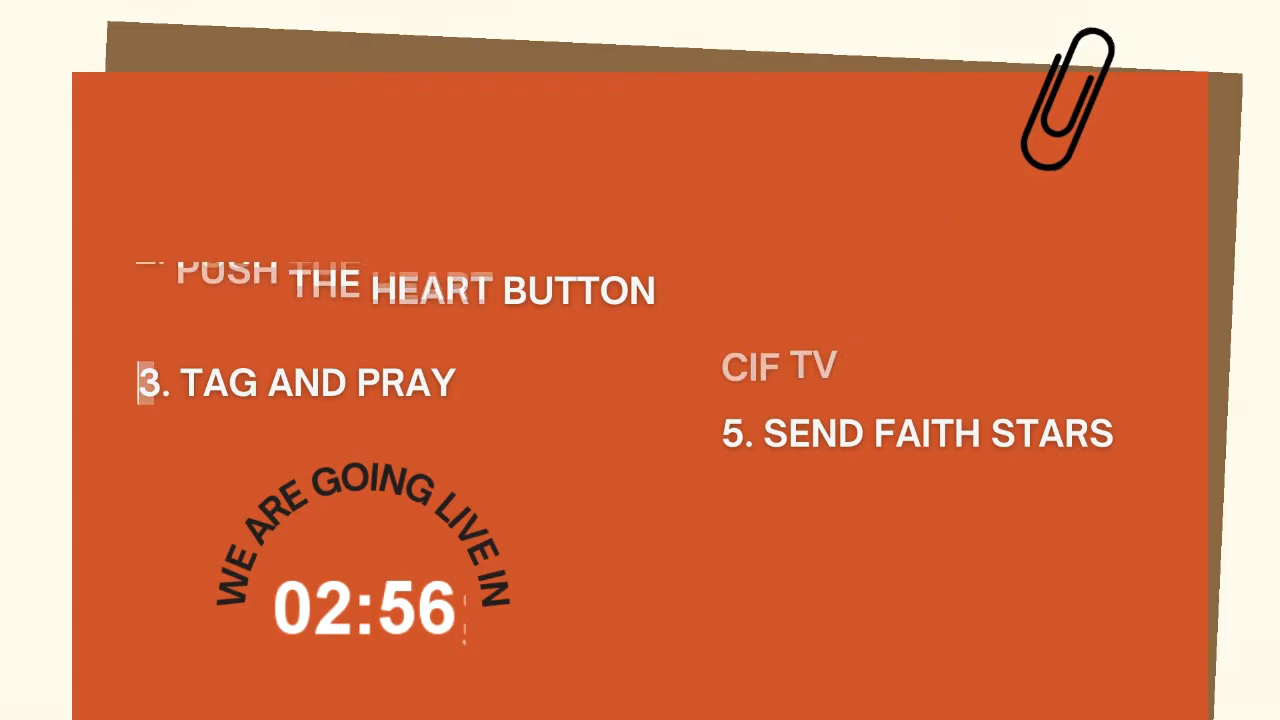 PUSH THE HEART BUTTON
3. TAG AND PRAY
CIF TV
5. SEND FAITH STARS
WE ARE GOING LIVE IN
02:56